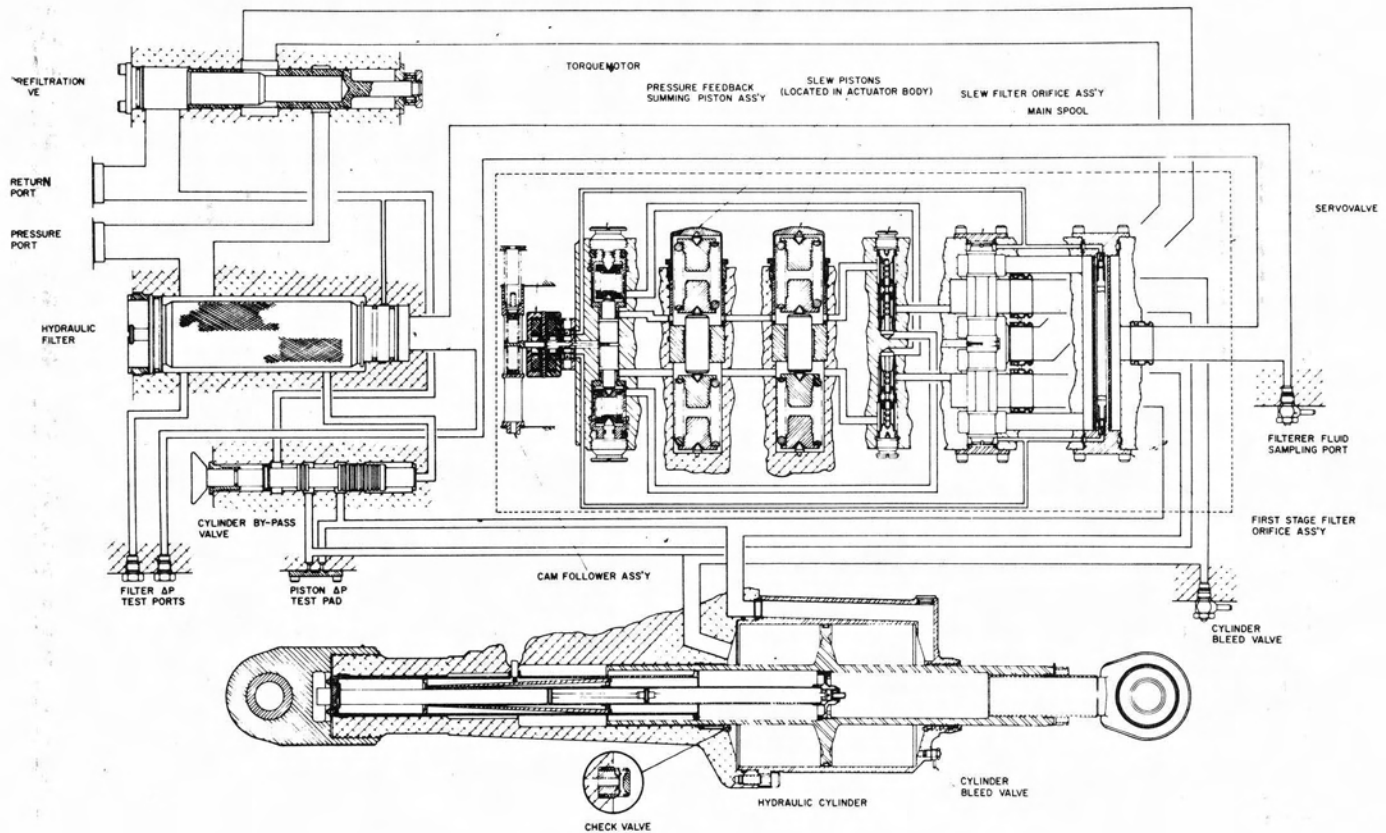 TORQUEMOTOR
PRESSURE FEEDBACK
SUMMING PISTON ASS'Y
SLEW PISTONS
(LOCATED IN ACTUATOR BODY)
SLEW FILTER ORIFICE ASS'Y
MAIN SPOOL
REFILTRATION
VE
RETURN
PORT
PRESSURE
PORT
SERVOVALVE
HYDRAULIC
FILTER
FILTERER FLUID
SAMPLING PORT
CYLINDER BY-PASS
VALVE
FIRST STAGE FILTER
ORIFICE ASS'Y
FILTER ΔP
TEST PORTS
PISTON ΔP
TEST PAD
CAM FOLLOWER ASS'Y
CYLINDER
BLEED VALVE
CYLINDER
BLEED VALVE
HYDRAULIC CYLINDER
CHECK VALVE